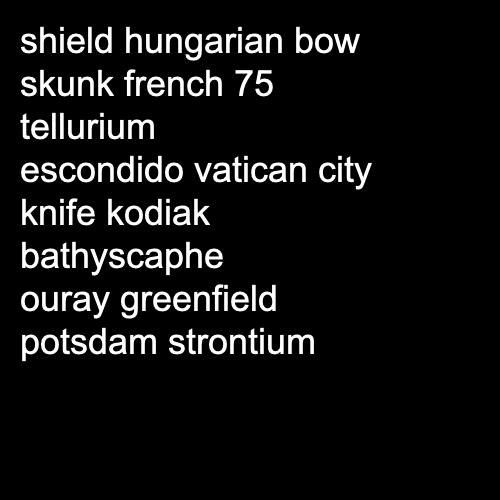 shield hungarian bow
skunk french 75
tellurium
escondido vatican city
knife kodiak
bathyscaphe
ouray greenfield
potsdam strontium